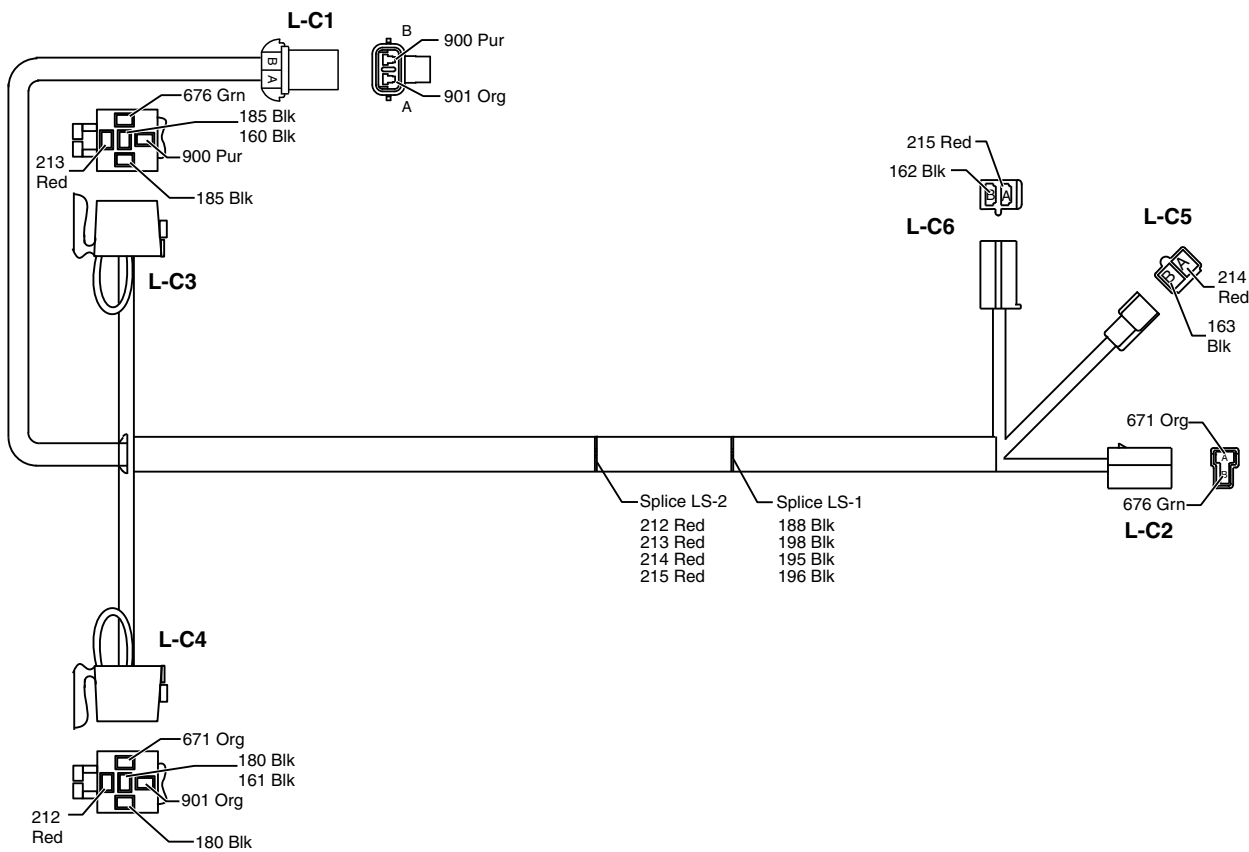 L-C1
B
A
B
900 Pur
901 Org
A
676 Grn
185 Blk
160 Blk
900 Pur
213
Red
185 Blk
L-C3
215 Red
162 Blk
B A
L-C6
L-C5
A
B
214
Red
163
Blk
671 Org
A
B
676 Grn
L-C2
Splice LS-2
212 Red
213 Red
214 Red
215 Red
Splice LS-1
188 Blk
198 Blk
195 Blk
196 Blk
L-C4
671 Org
180 Blk
161 Blk
901 Org
212
Red
180 Blk